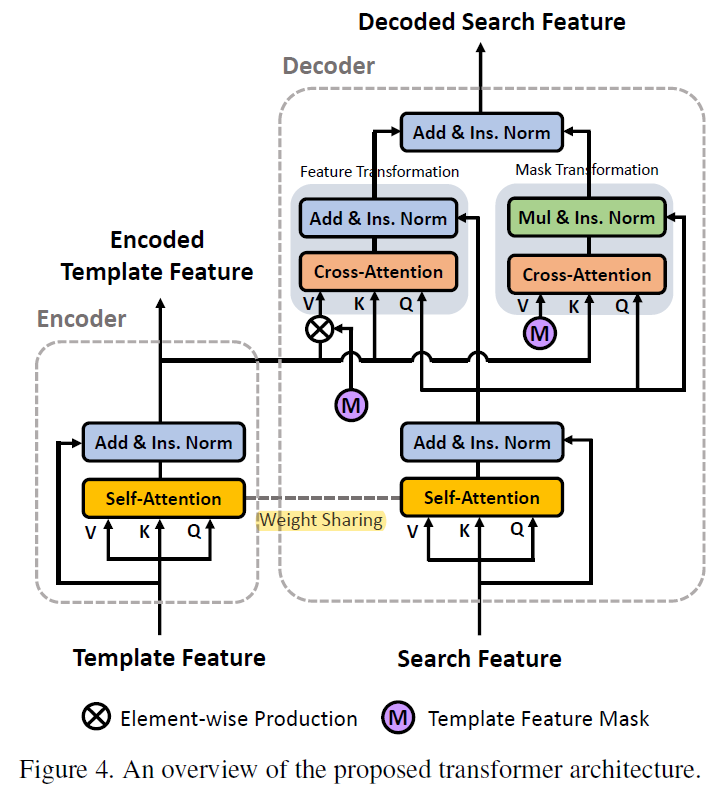 Decoded Search Feature
Decoder
Add & Ins. Norm
Feature Transformation
Mask Transformation
Add & Ins. Norm
Mul & Ins. Norm
Encoded
Template Feature
Cross-Attention
Cross-Attention
V K Q
V K Q
M
Encoder
M
Add & Ins. Norm
Add & Ins. Norm
Self-Attention
Self-Attention
Weight Sharing
V K Q
V K Q
Template Feature
Search Feature
Element-wise Production
M Template Feature Mask
Figure 4. An overview of the proposed transformer architecture.